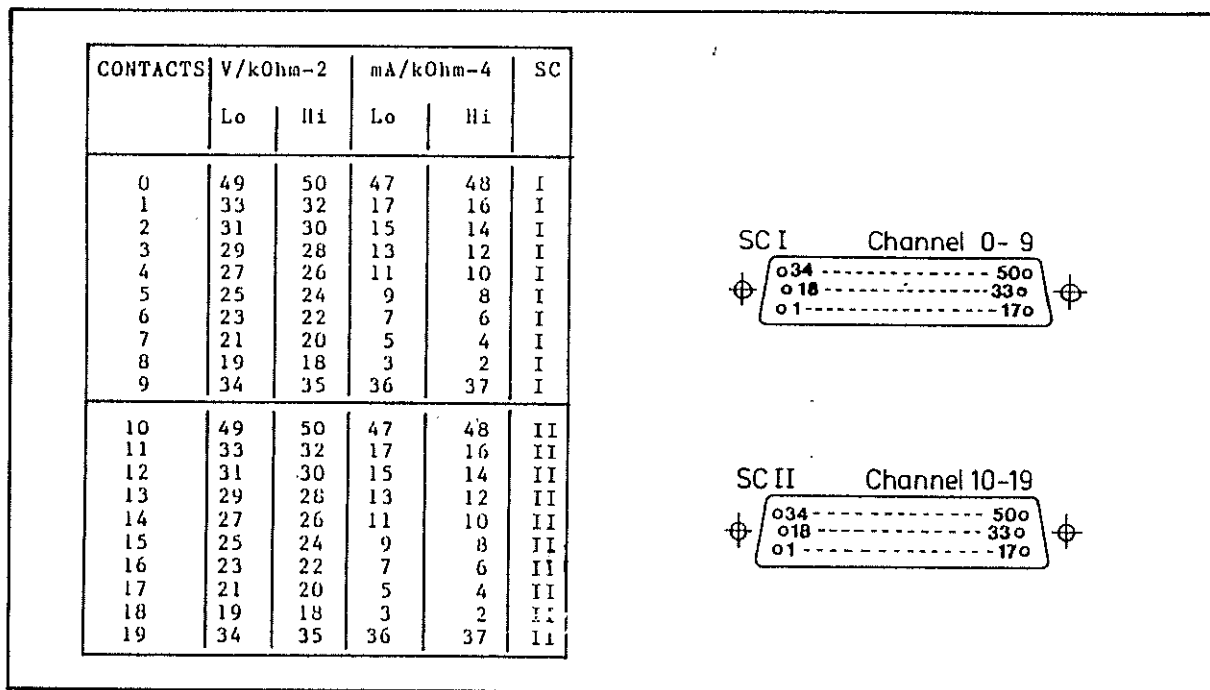 CONTACTS V/kOhm-2 mA/kOhm-4 SC
Lo Hi Lo Hi
0 49 50 47 48 I
1 33 32 17 16 I
2 31 30 15 14 I
3 29 28 13 12 I
4 27 26 11 10 I
5 25 24 9 8 I
6 23 22 7 6 I
7 21 20 5 4 I
8 19 18 3 2 I
9 34 35 36 37 I
10 49 50 47 48 II
11 33 32 17 16 II
12 31 30 15 14 II
13 29 28 13 12 II
14 27 26 11 10 II
15 25 24 9 8 II
16 23 22 7 6 II
17 21 20 5 4 II
18 19 18 3 2 II
19 34 35 36 37 II
SC I Channel 0-9
34 50
18 33
1 17
SC II Channel 10-19
34 50
18 33
1 17